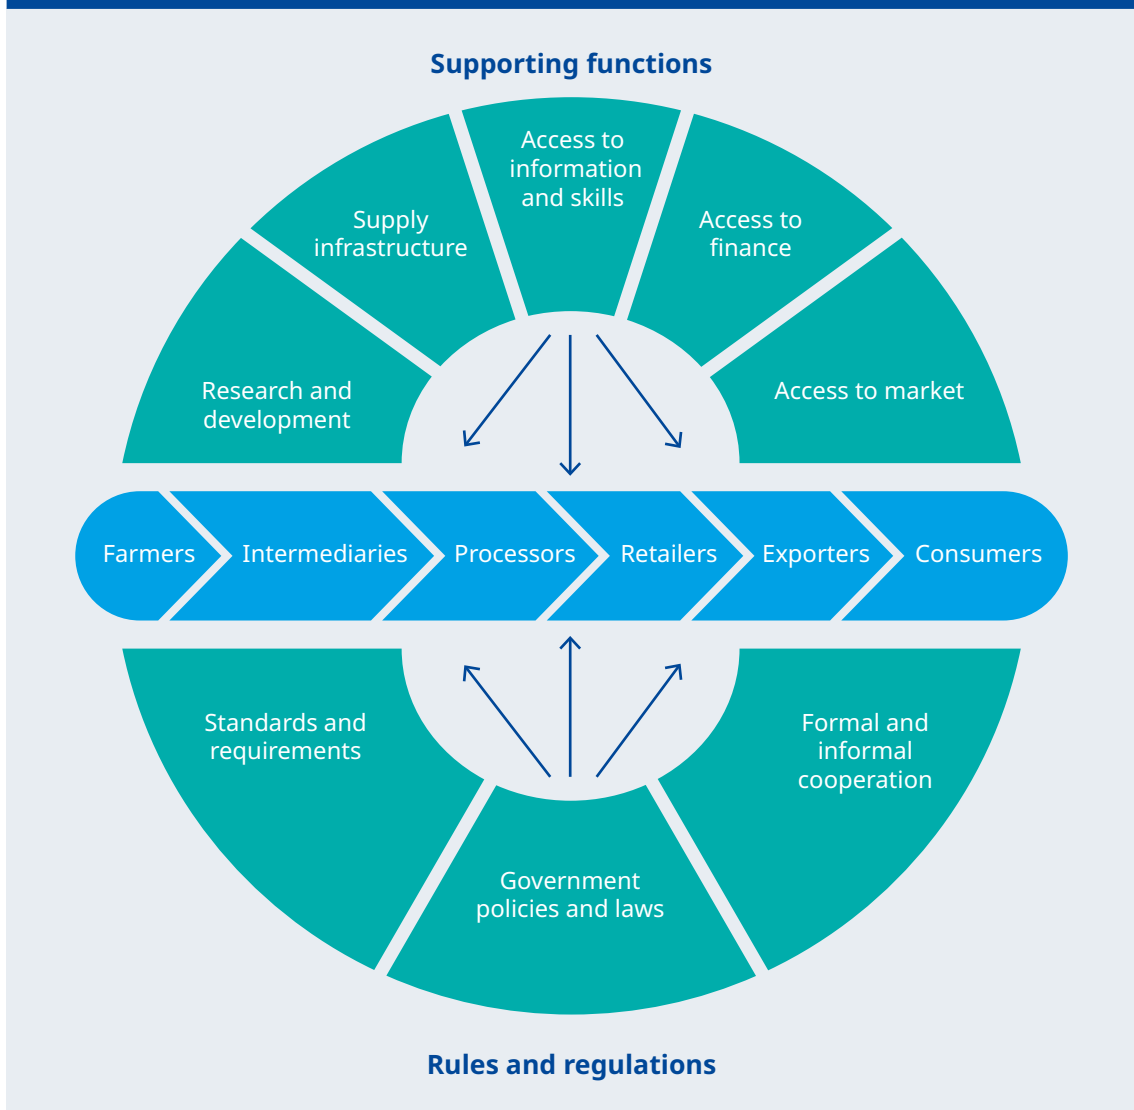 Supporting functions
Access to
information
and skills
Supply
infrastructure
Access to
finance
Research and
development
Access to market
Farmers
Intermediaries
Processors
Retailers
Exporters
Consumers
Standards and
requirements
Formal and
informal
cooperation
Government
policies and laws
Rules and regulations